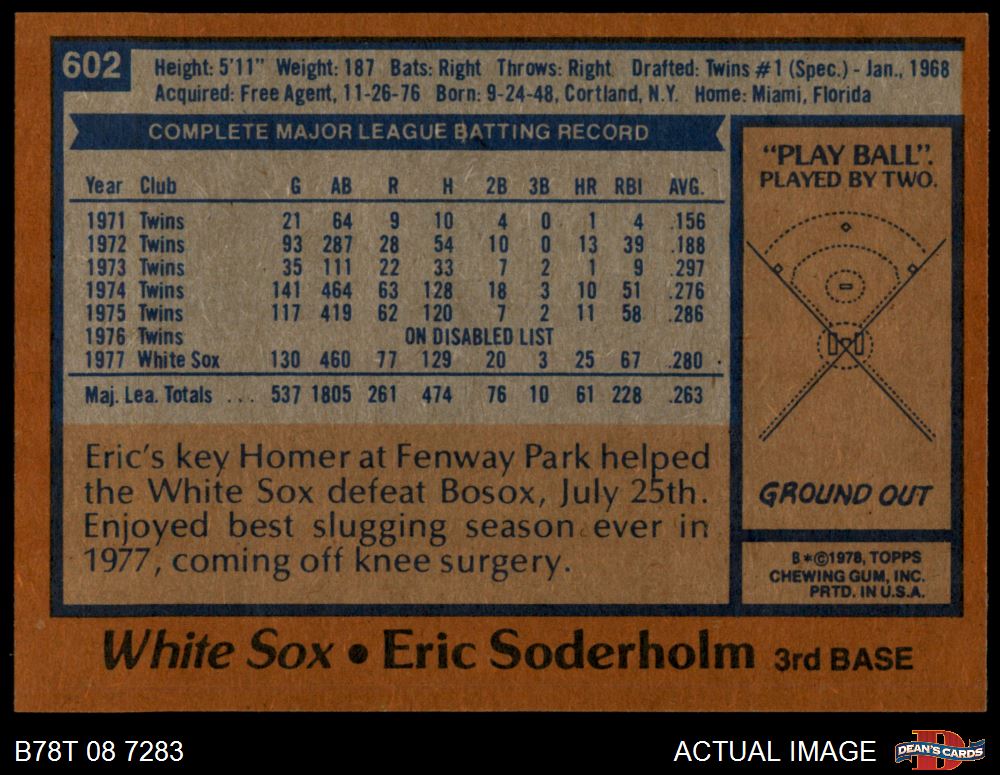 602
Height: 5'11" Weight: 187 Bats: Right Throws: Right Drafted: Twins #1 (Spec.) - Jan., 1968
Acquired: Free Agent, 11-26-76 Born: 9-24-48, Cortland, N.Y. Home: Miami, Florida
COMPLETE MAJOR LEAGUE BATTING RECORD
Year Club G AB R H 2B 3B HR RBI AVG.
1971 Twins 21 64 9 10 4 0 1 4 .156
1972 Twins 93 287 28 54 10 0 13 39 .188
1973 Twins 35 111 22 33 7 2 1 9 .297
1974 Twins 141 464 63 128 18 3 10 51 .276
1975 Twins 117 419 62 120 7 2 11 58 .286
1976 Twins ON DISABLED LIST
1977 White Sox 130 460 77 129 20 3 25 67 .280
Maj. Lea. Totals ... 537 1805 261 474 76 10 61 228 .263
Eric's key Homer at Fenway Park helped
the White Sox defeat Bosox, July 25th.
Enjoyed best slugging season ever in
1977, coming off knee surgery.
"PLAY BALL".
PLAYED BY TWO.
GROUND OUT
B*©1978, TOPPS
CHEWING GUM, INC.
PRTD. IN U.S.A.
White Sox • Eric Soderholm 3rd BASE
B78T 08 7283
ACTUAL IMAGE
DEAN'S CARDS